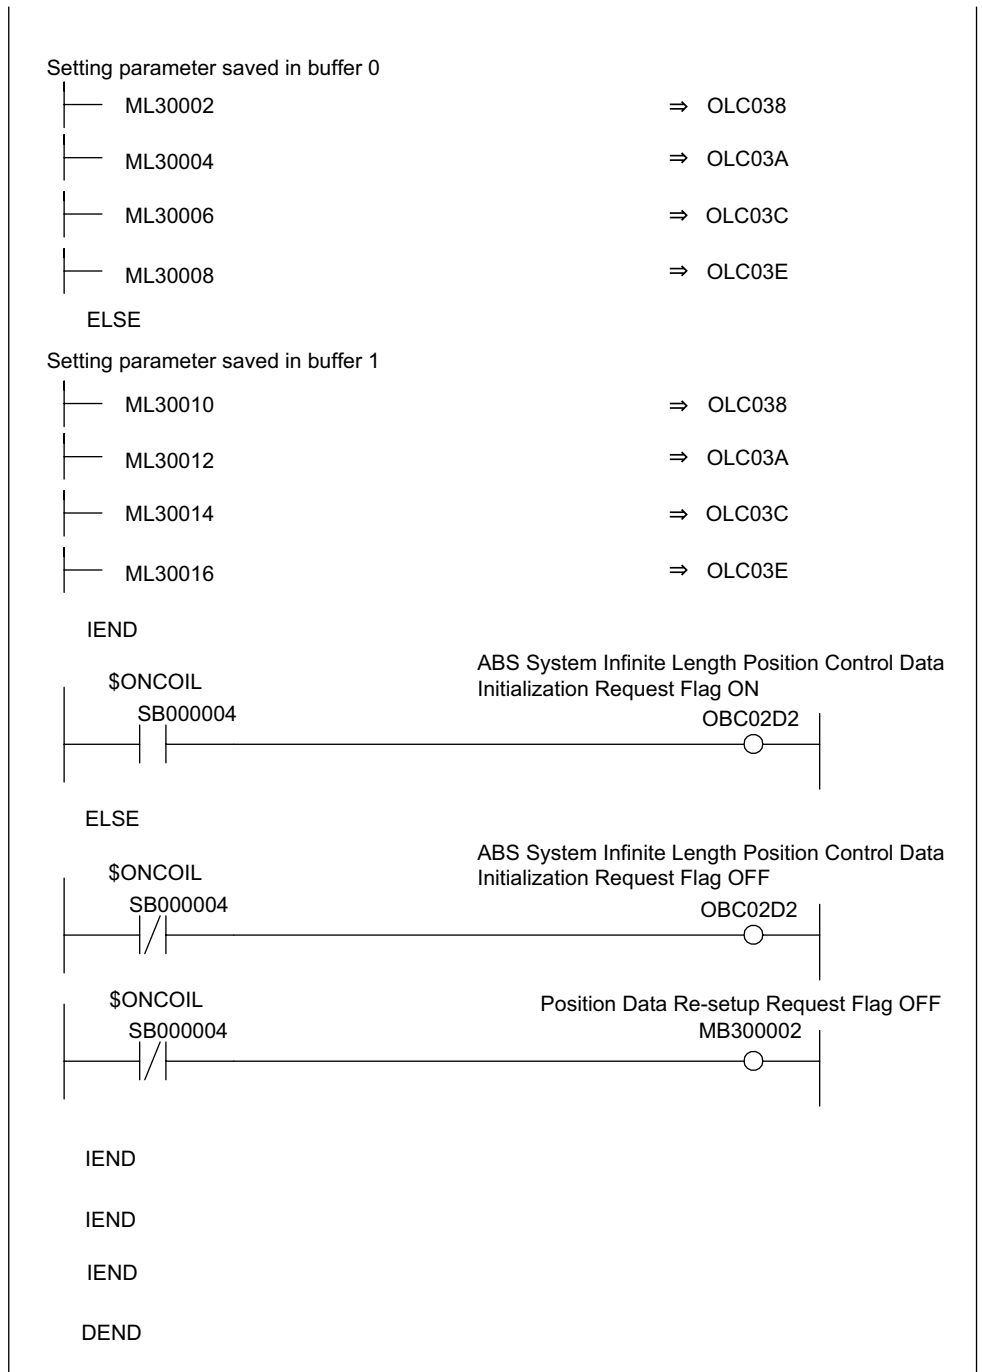 Setting parameter saved in buffer 0
ML30002 ⇒ OLC038
ML30004 ⇒ OLC03A
ML30006 ⇒ OLC03C
ML30008 ⇒ OLC03E
ELSE
Setting parameter saved in buffer 1
ML30010 ⇒ OLC038
ML30012 ⇒ OLC03A
ML30014 ⇒ OLC03C
ML30016 ⇒ OLC03E
IEND
ABS System Infinite Length Position Control Data
$ONCOIL Initialization Request Flag ON
SB000004 OBC02D2
ELSE
ABS System Infinite Length Position Control Data
$ONCOIL Initialization Request Flag OFF
SB000004 OBC02D2
$ONCOIL Position Data Re-setup Request Flag OFF
SB000004 MB300002
IEND
IEND
IEND
DEND